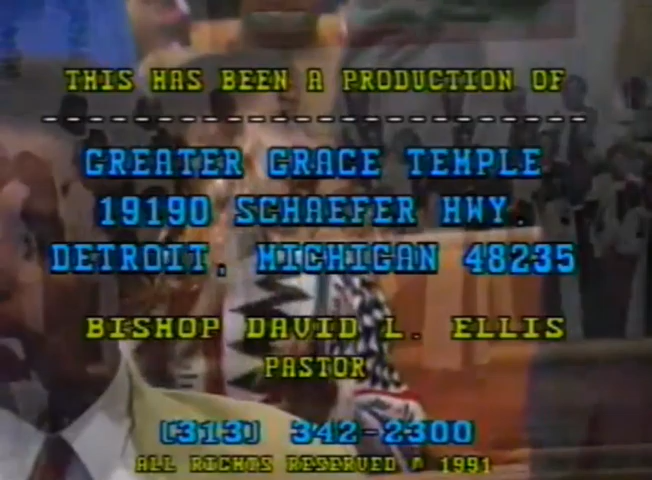 THIS HAS BEEN A PRODUCTION OF
-------------------------
GREATER GRACE TEMPLE
19190 SCHAEFER HWY.
DETROIT, MICHIGAN 48235
BISHOP DAVID L. ELLIS
PASTOR
(313) 342-2300
ALL RIGHTS RESERVED © 1991